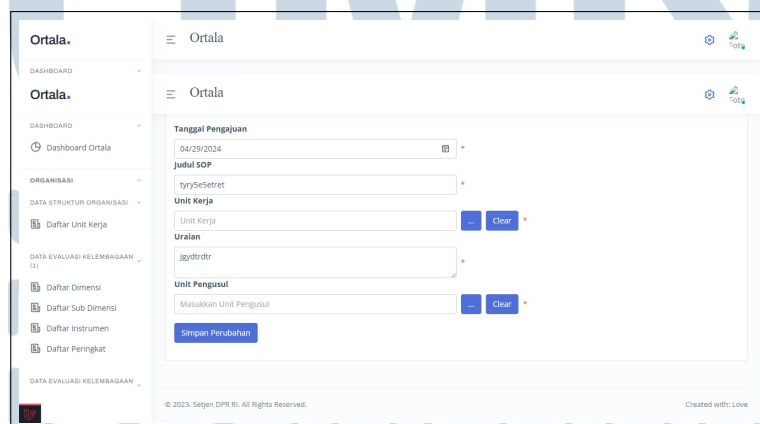 Ortala.
Ortala
Foto
DASHBOARD
Ortala.
Ortala
Foto
DASHBOARD
Dashboard Ortala
ORGANISASI
DATA STRUKTUR ORGANISASI
Daftar Unit Kerja
DATA EVALUASI KELEMBAGAAN
(1)
Daftar Dimensi
Daftar Sub Dimensi
Daftar Instrumen
Daftar Peringkat
DATA EVALUASI KELEMBAGAAN
Tanggal Pengajuan
04/29/2024 *
Judul SOP
tyry5e5etret *
Unit Kerja
Unit Kerja ... Clear *
Uraian
jgydtrdtr *
Unit Pengusul
Masukkan Unit Pengusul ... Clear *
Simpan Perubahan
© 2023. Setjen DPR RI. All Rights Reserved.
Created with: Love